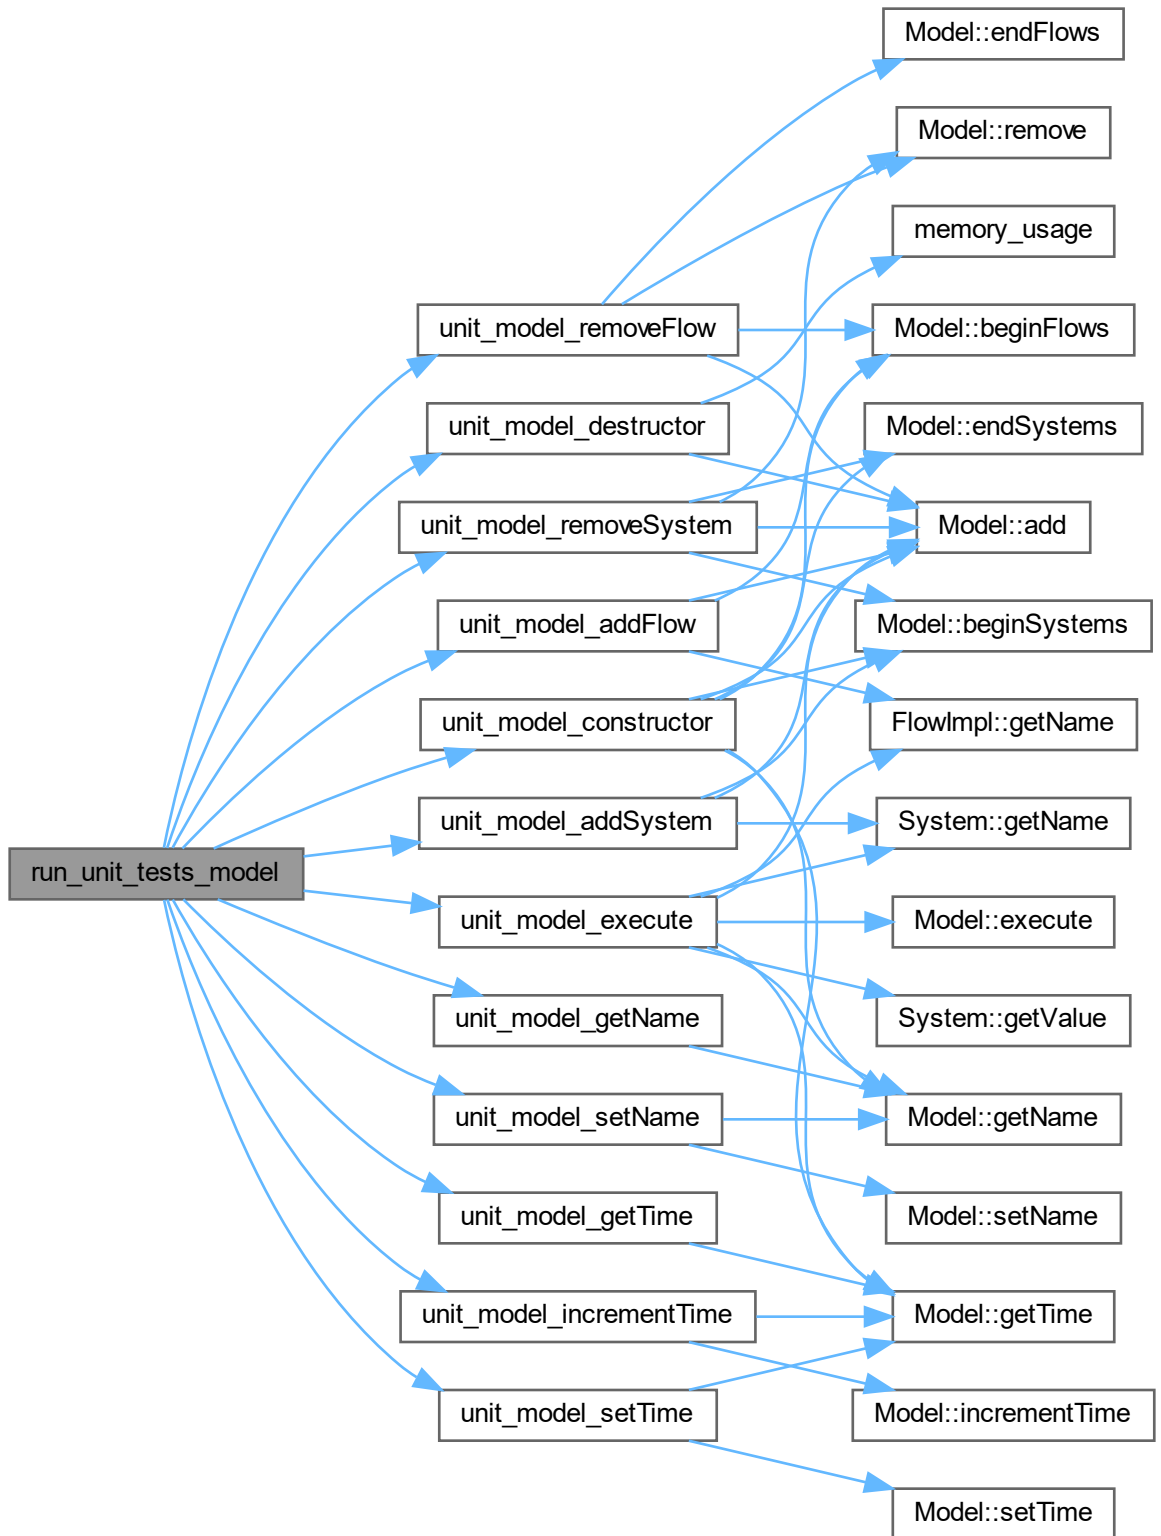 run_unit_tests_model
unit_model_removeFlow
unit_model_destructor
unit_model_removeSystem
unit_model_addFlow
unit_model_constructor
unit_model_addSystem
unit_model_execute
unit_model_getName
unit_model_setName
unit_model_getTime
unit_model_incrementTime
unit_model_setTime
Model::endFlows
Model::remove
memory_usage
Model::beginFlows
Model::endSystems
Model::add
Model::beginSystems
FlowImpl::getName
System::getName
Model::execute
System::getValue
Model::getName
Model::setName
Model::getTime
Model::incrementTime
Model::setTime